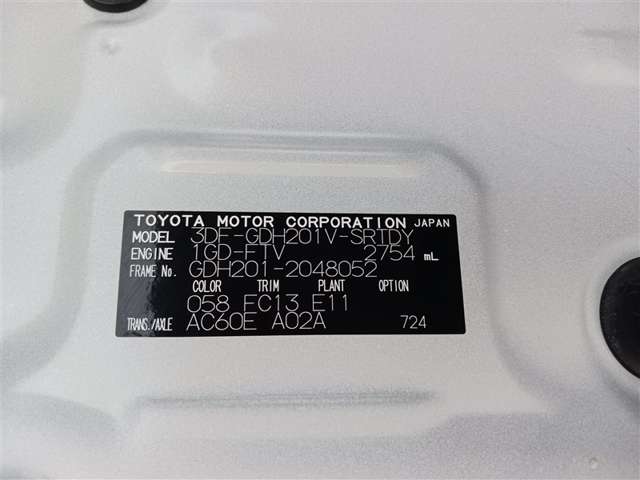 TOYOTA MOTOR CORPORATION JAPAN
MODEL 3DF-GDH201V-SRTDY
ENGINE 1GD-FTV 2754 mL
FRAME No. GDH201-2048052
COLOR TRIM PLANT OPTION
058 FC13 E11
TRANS./AXLE AC60E A02A 724